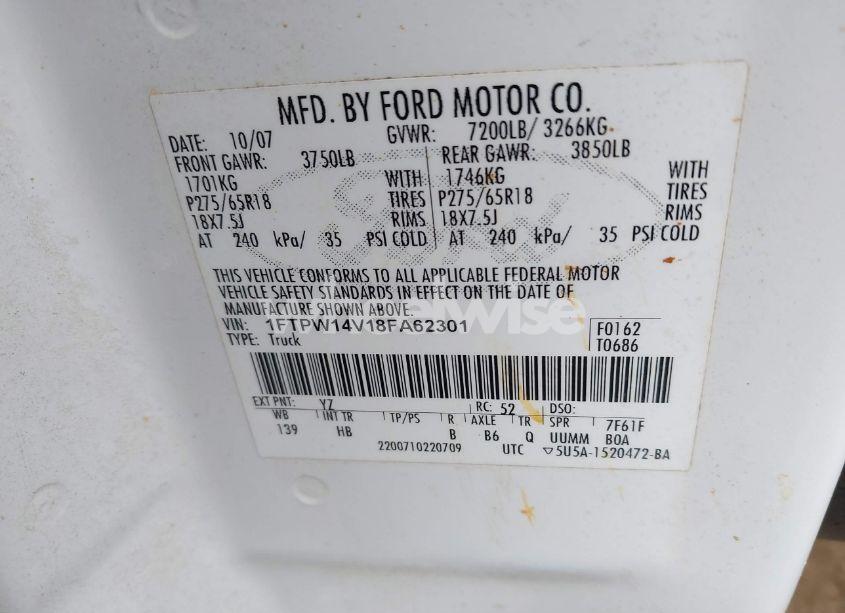 MFD. BY FORD MOTOR CO.
DATE: 10/07 GVWR: 7200LB/ 3266KG
FRONT GAWR: 3750LB REAR GAWR: 3850LB
1701KG WITH 1746KG WITH
P275/65R18 TIRES P275/65R18 TIRES
18X7.5J RIMS 18X7.5J RIMS
AT 240 kPa/ 35 PSI COLD AT 240 kPa/ 35 PSI COLD
THIS VEHICLE CONFORMS TO ALL APPLICABLE FEDERAL MOTOR
VEHICLE SAFETY STANDARDS IN EFFECT ON THE DATE OF
MANUFACTURE SHOWN ABOVE.
VIN: 1FTPW14V18FA62301 F0162
TYPE: Truck T0686
EXT PNT: YZ RC: 52 DSO:
WB INT TR TP/PS R AXLE TR SPR 7F61F
139 HB B B6 Q UUMM BOA
2200710220709 UTC ▽5U5A-1520472-BA